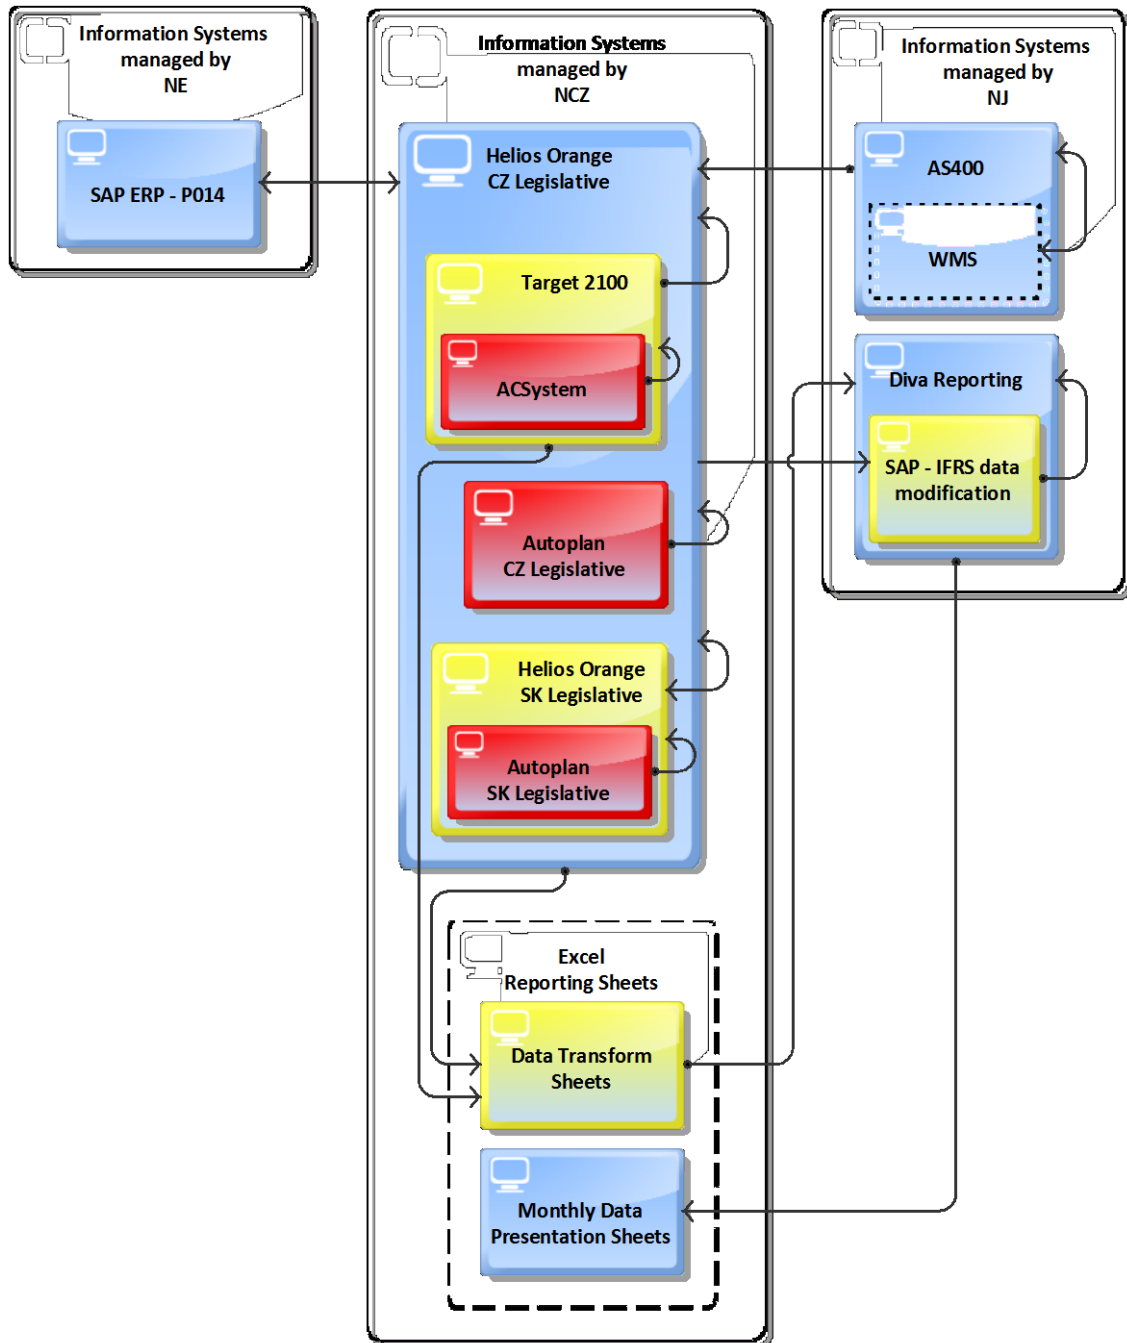 Information Systems
managed by
NE
SAP ERP - P014
Information Systems
managed by
NCZ
Helios Orange
CZ Legislative
Target 2100
ACSystem
Autoplan
CZ Legislative
Helios Orange
SK Legislative
Autoplan
SK Legislative
Excel
Reporting Sheets
Data Transform
Sheets
Monthly Data
Presentation Sheets
Information Systems
managed by
NJ
AS400
WMS
Diva Reporting
SAP - IFRS data
modification